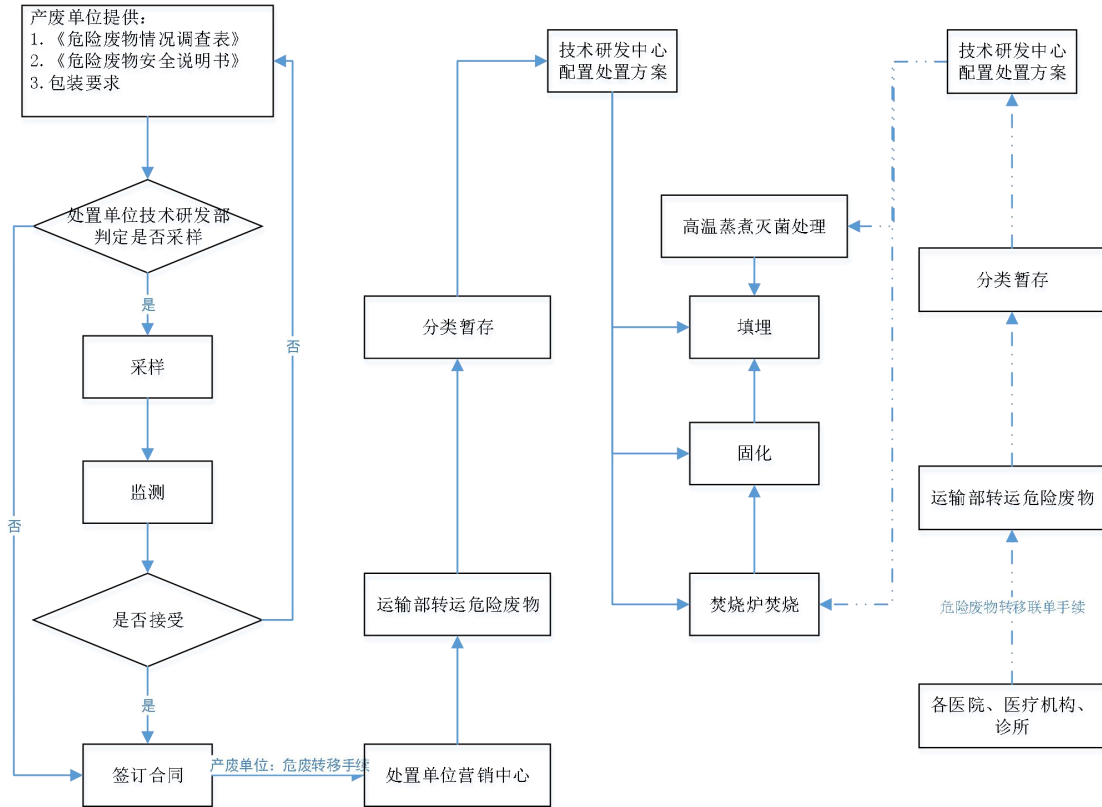 产废单位提供：
1.《危险废物情况调查表》
2.《危险废物安全说明书》
3.包装要求
处置单位技术研发部
判定是否采样
是
采样
监测
否
否
是否接受
是
签订合同
产废单位：危废转移手续
处置单位营销中心
运输部转运危险废物
分类暂存
技术研发中心
配置处置方案
高温蒸煮灭菌处理
填埋
固化
焚烧炉焚烧
技术研发中心
配置处置方案
分类暂存
运输部转运危险废物
危险废物转移联单手续
各医院、医疗机构、
诊所